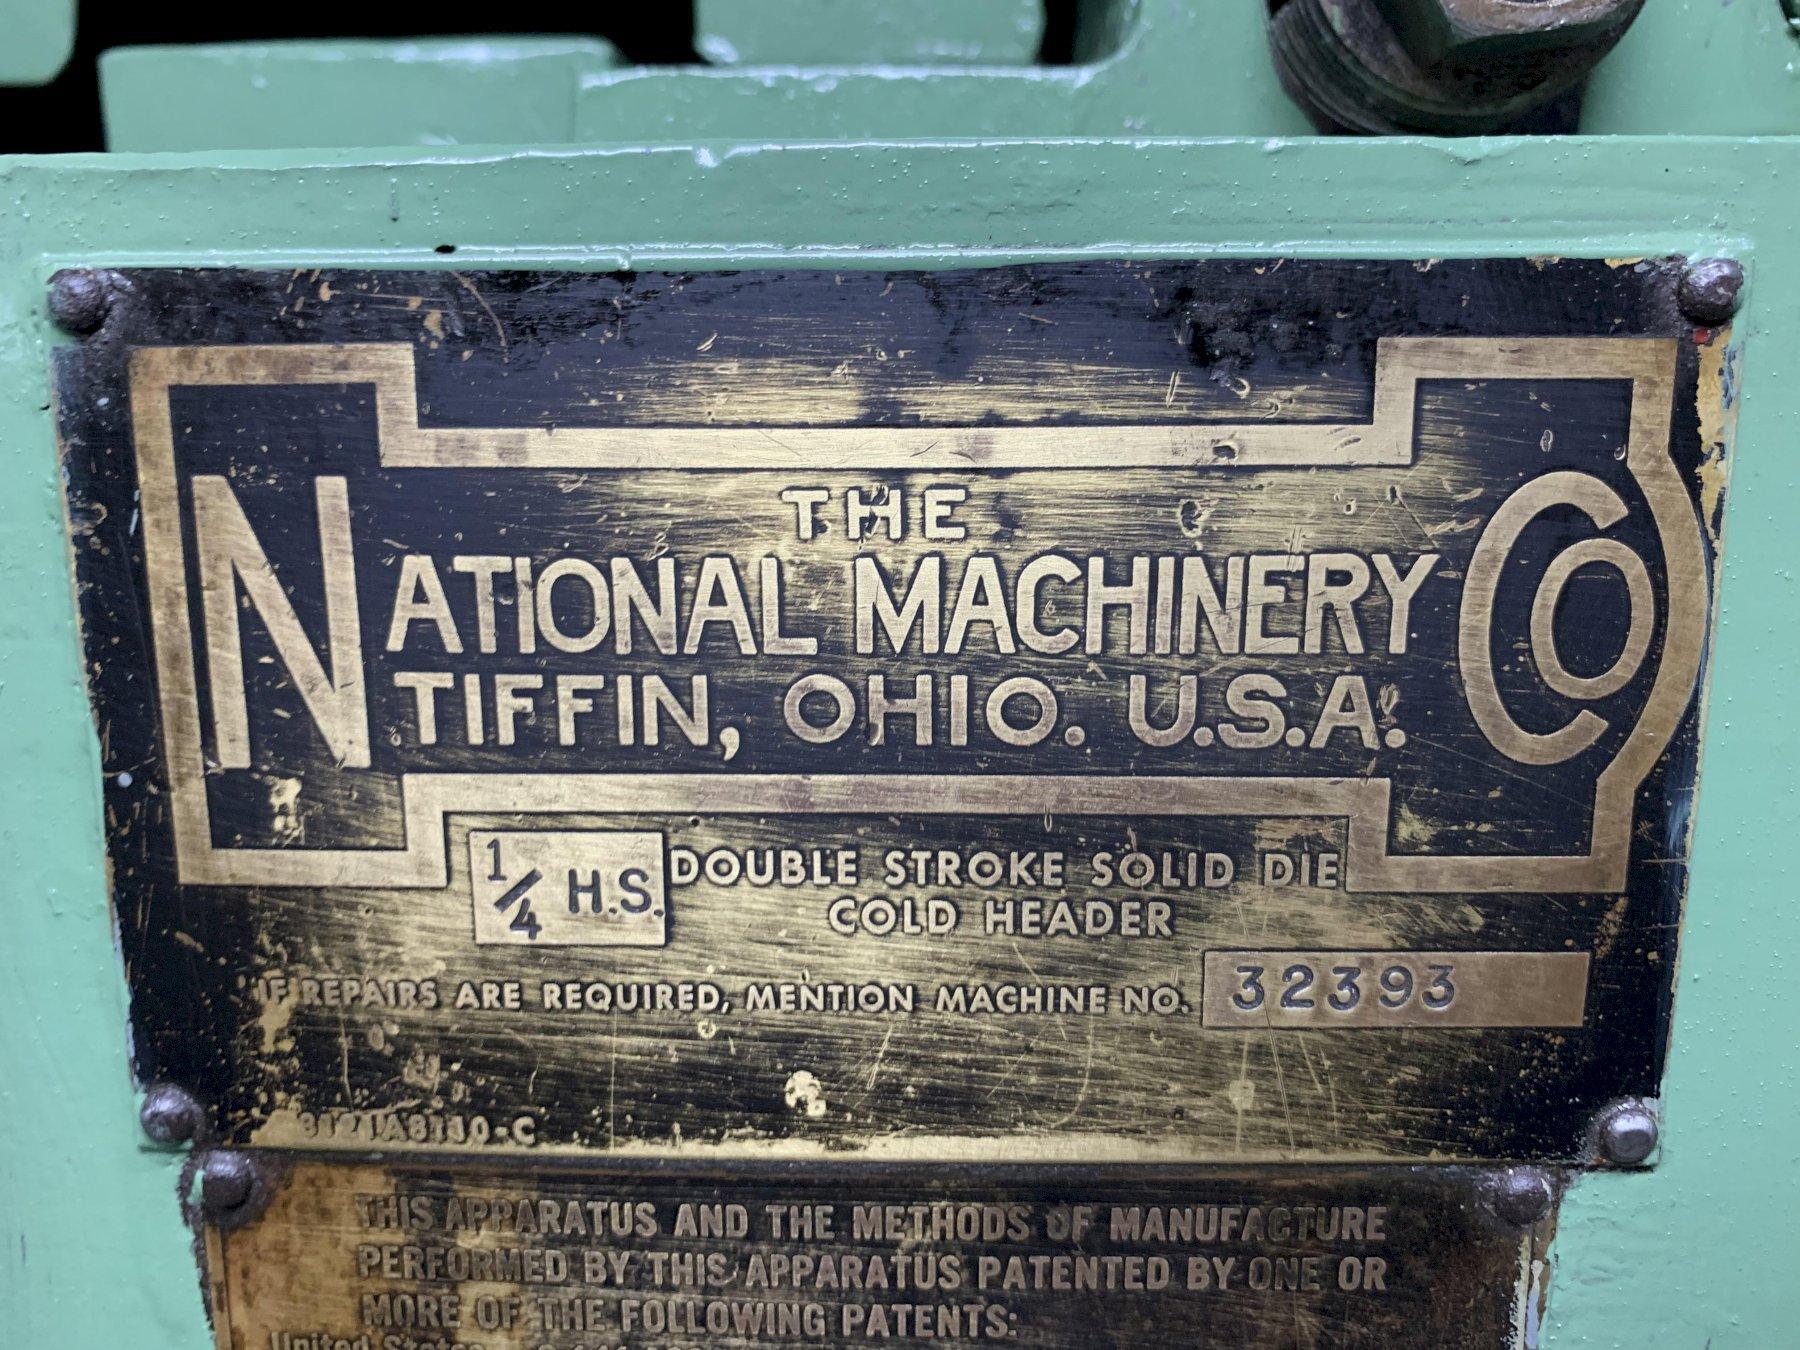 THE
NATIONAL MACHINERY CO
TIFFIN, OHIO. U.S.A.
1/4 H.S. DOUBLE STROKE SOLID DIE
COLD HEADER
IF REPAIRS ARE REQUIRED, MENTION MACHINE NO. 32393
THIS APPARATUS AND THE METHODS OF MANUFACTURE
PERFORMED BY THIS APPARATUS PATENTED BY ONE OR
MORE OF THE FOLLOWING PATENTS:
United States